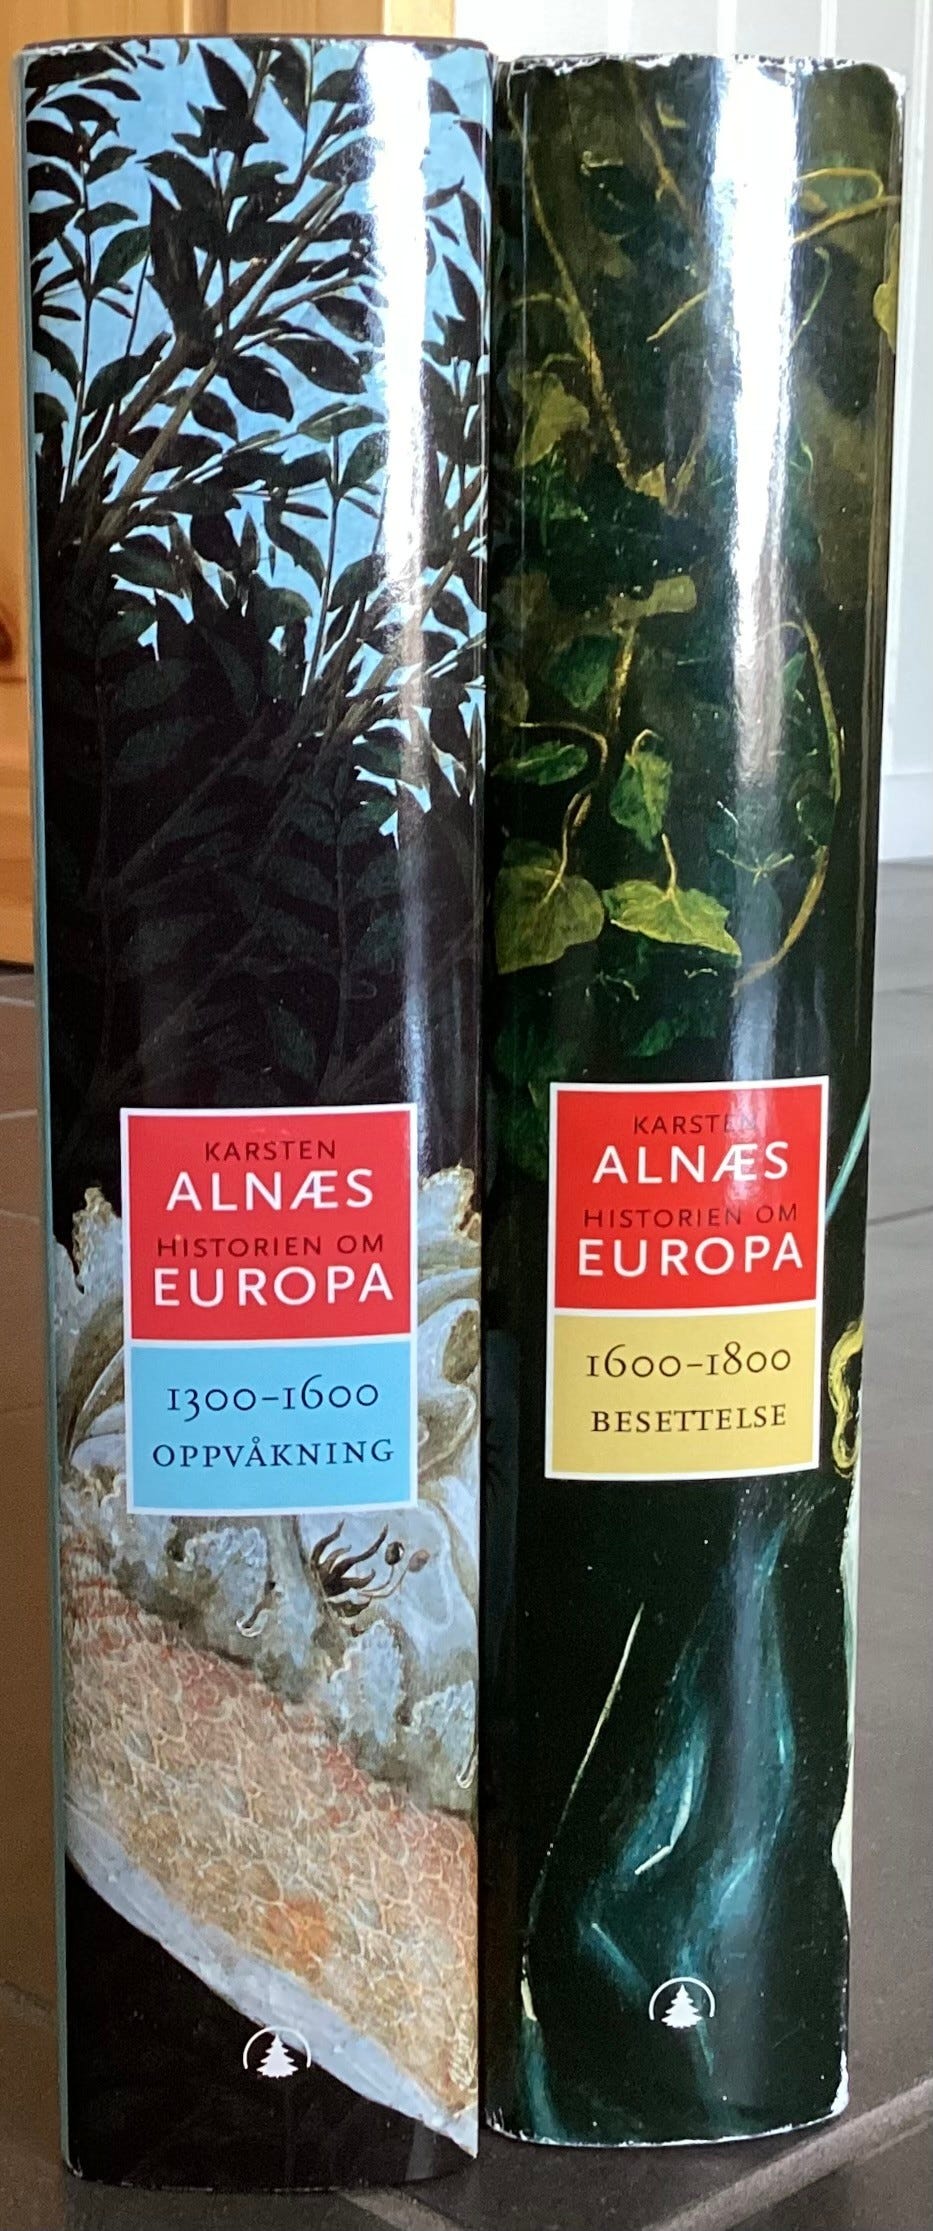 KARSTEN
ALNÆS
HISTORIEN OM
EUROPA
1300–1600
OPPVÅKNING
KARSTEN
ALNÆS
HISTORIEN OM
EUROPA
1600–1800
BESETTELSE